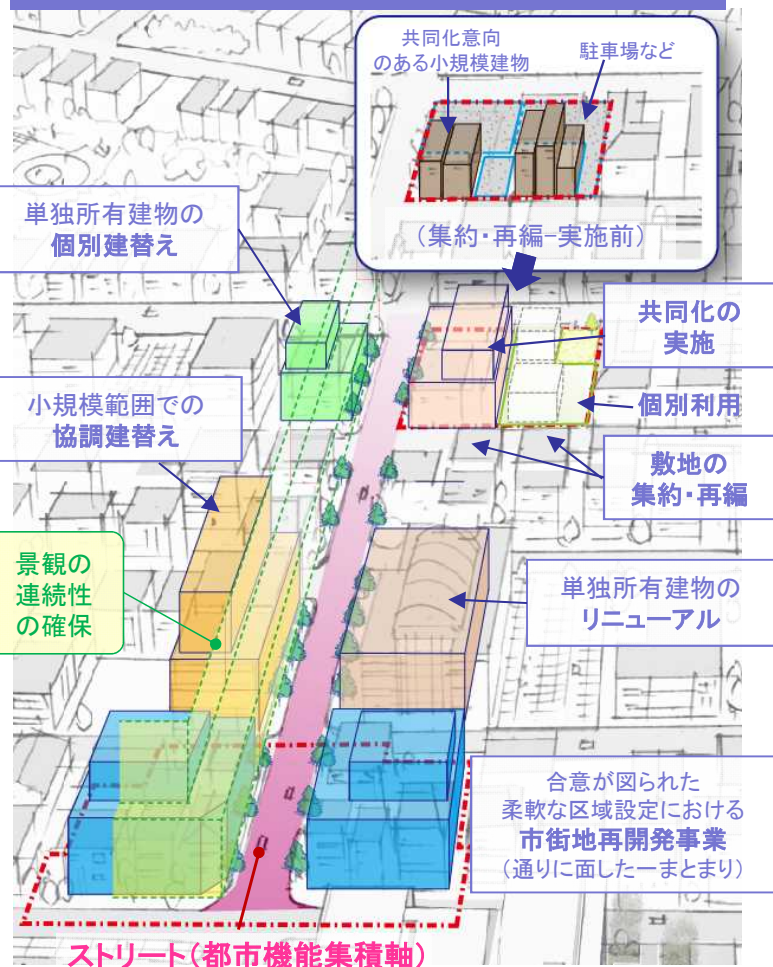 共同化意向
のある小規模建物
駐車場など
(集約・再編−実施前)
単独所有建物の
個別建替え
共同化の
実施
小規模範囲での
協調建替え
個別利用
敷地の
集約・再編
景観の
連続性
の確保
単独所有建物の
リニューアル
合意が図られた
柔軟な区域設定における
市街地再開発事業
(通りに面した一まとまり)
ストリート(都市機能集積軸)